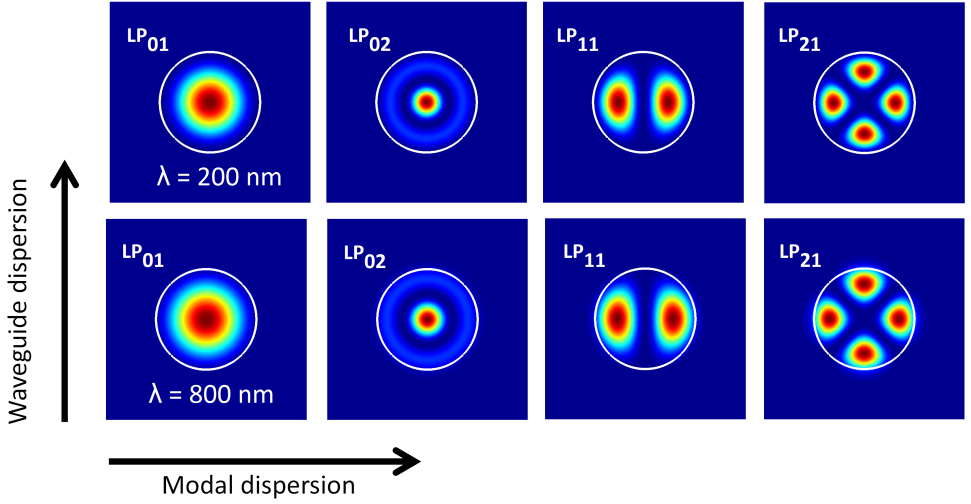 LP01
LP02
LP11
LP21
λ = 200 nm
Waveguide dispersion
LP01
LP02
LP11
LP21
λ = 800 nm
Modal dispersion